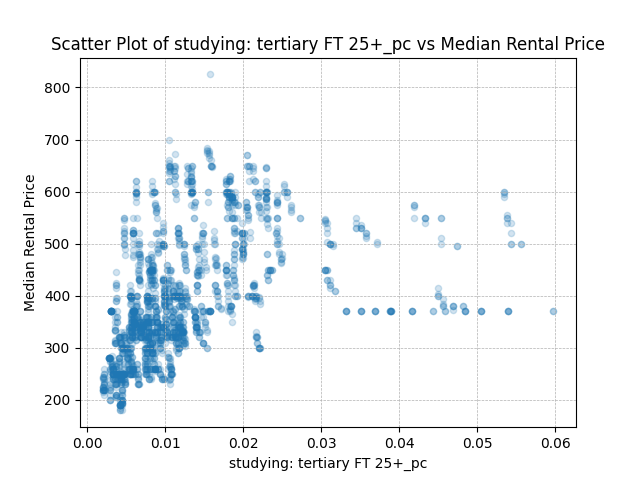 Scatter Plot of studying: tertiary FT 25+_pc vs Median Rental Price
Median Rental Price
800
700
600
500
400
300
200
0.00 0.01 0.02 0.03 0.04 0.05 0.06
studying: tertiary FT 25+_pc